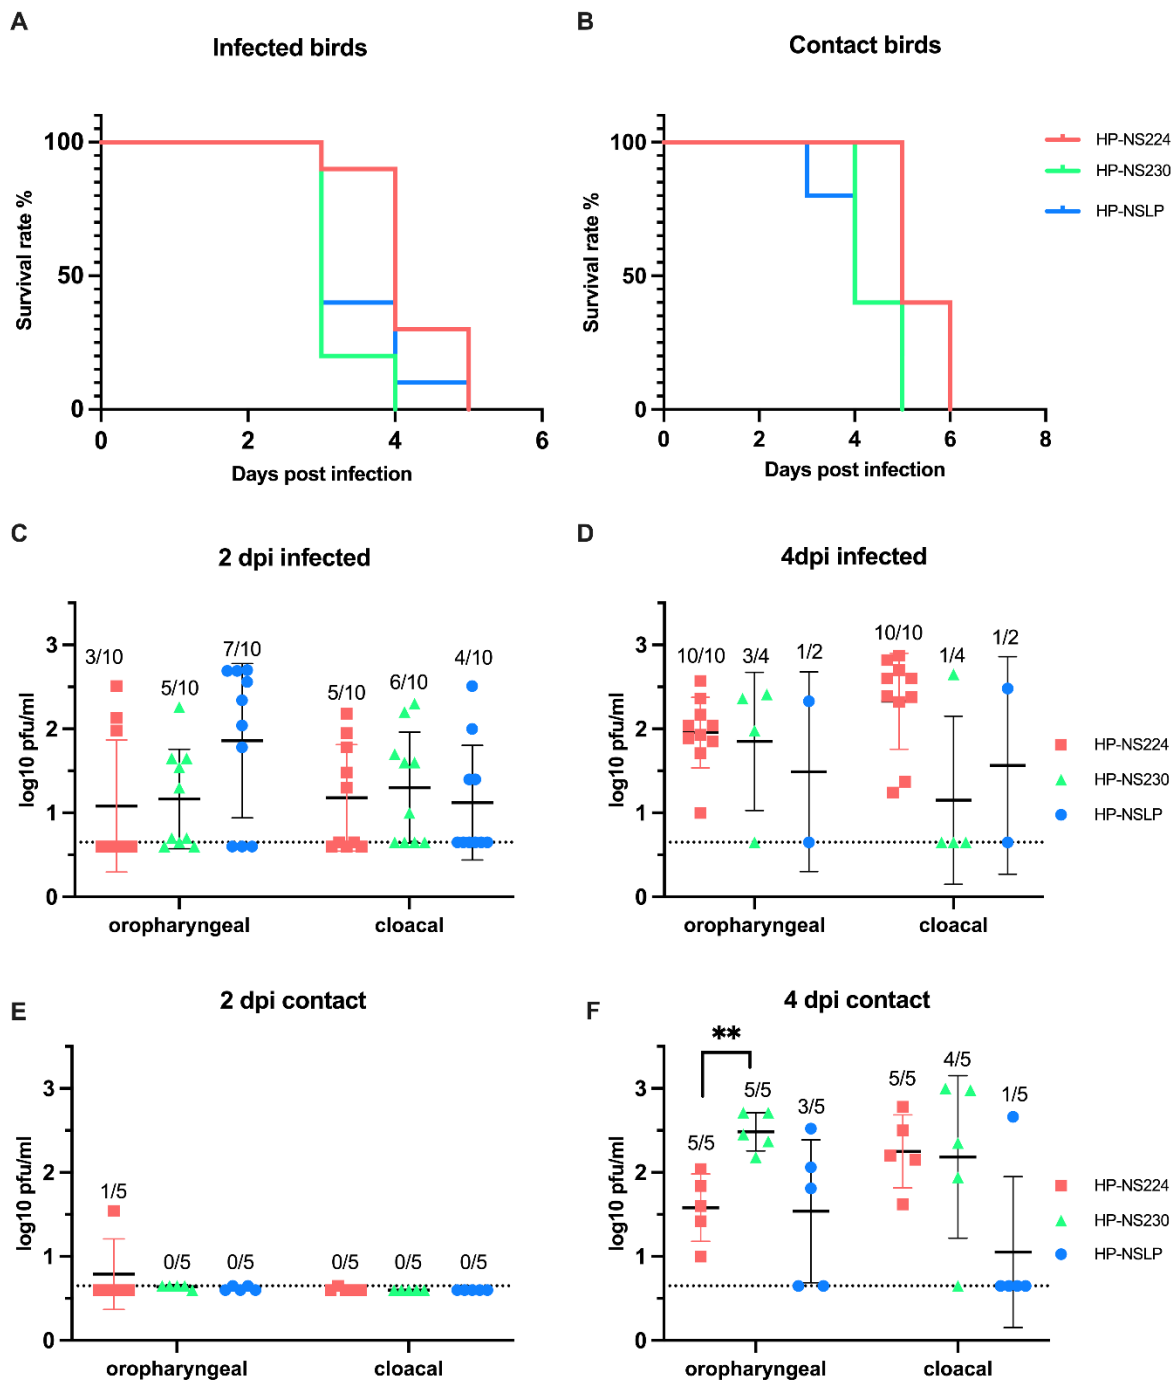 A
Infected birds
Survival rate %
100
50
0
0 2 4 6
Days post infection
B
Contact birds
Survival rate %
100
50
0
0 2 4 6 8
Days post infection
HP-NS224
HP-NS230
HP-NSLP
C
2 dpi infected
log10 pfu/ml
3
2
1
0
3/10
5/10
7/10
5/10
6/10
4/10
oropharyngeal cloacal
D
4dpi infected
log10 pfu/ml
3
2
1
0
10/10
3/4
1/2
10/10
1/4
1/2
oropharyngeal cloacal
HP-NS224
HP-NS230
HP-NSLP
E
2 dpi contact
log10 pfu/ml
3
2
1
0
1/5
0/5
0/5
0/5
0/5
0/5
oropharyngeal cloacal
F
4 dpi contact
log10 pfu/ml
3
2
1
0
**
5/5
5/5
3/5
5/5
4/5
1/5
oropharyngeal cloacal
HP-NS224
HP-NS230
HP-NSLP